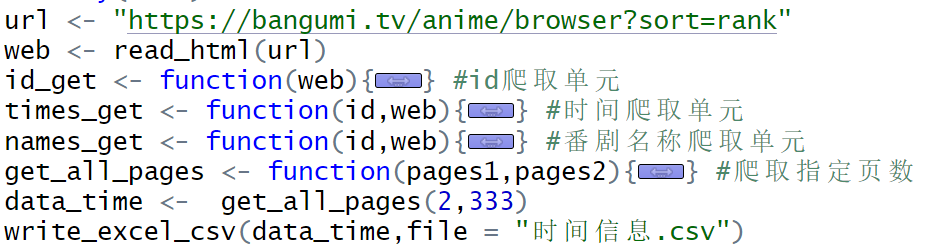 url <- "https://bangumi.tv/anime/browser?sort=rank"
web <- read_html(url)
id_get <- function(web){} #id爬取单元
times_get <- function(id,web){} #时间爬取单元
names_get <- function(id,web){} #番剧名称爬取单元
get_all_pages <- function(pages1,pages2){} #爬取指定页数
data_time <-  get_all_pages(2,333)
write_excel_csv(data_time,file = "时间信息.csv")